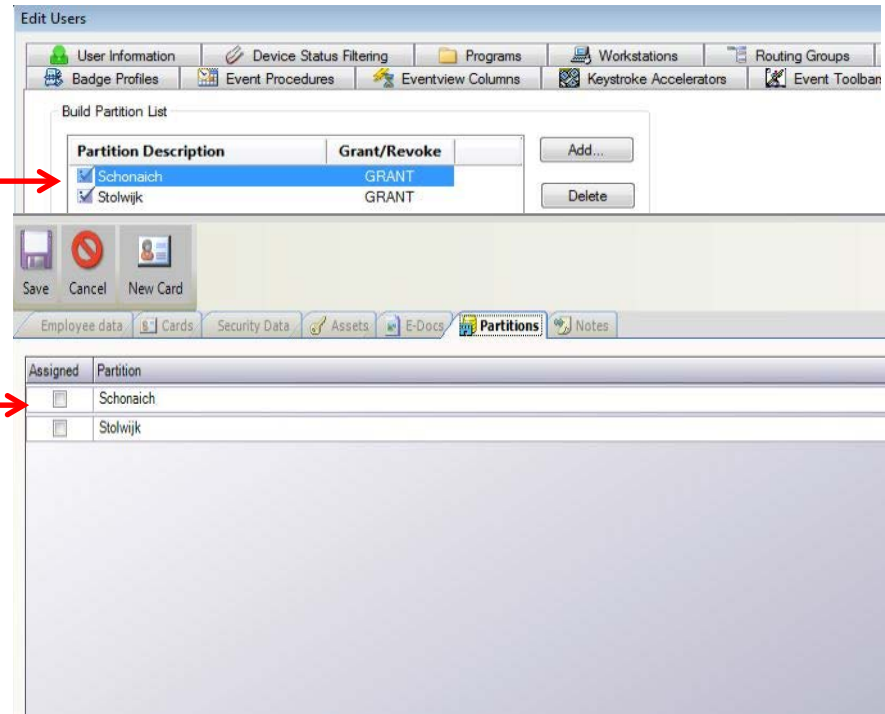 Edit Users
User Information Device Status Filtering Programs Workstations Routing Groups
Badge Profiles Event Procedures Eventview Columns Keystroke Accelerators Event Toolbar
Build Partition List
Partition Description Grant/Revoke Add...
Schonaich GRANT
Stolwijk GRANT Delete
Save Cancel New Card
Employee data Cards Security Data Assets E-Docs Partitions Notes
Assigned Partition
Schonaich
Stolwijk